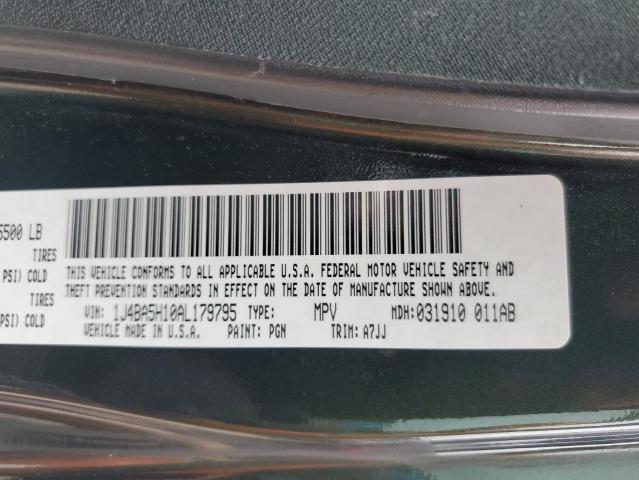 5500 LB
TIRES
PSI) COLD
TIRES
PSI) COLD
THIS VEHICLE CONFORMS TO ALL APPLICABLE U.S.A. FEDERAL MOTOR VEHICLE SAFETY AND
THEFT PREVENTION STANDARDS IN EFFECT ON THE DATE OF MANUFACTURE SHOWN ABOVE.
VIN: 1J4BA5H10AL179795 TYPE: MPV MDH: 031910 011AB
VEHICLE MADE IN U.S.A. PAINT: PGN TRIM: A7JJ